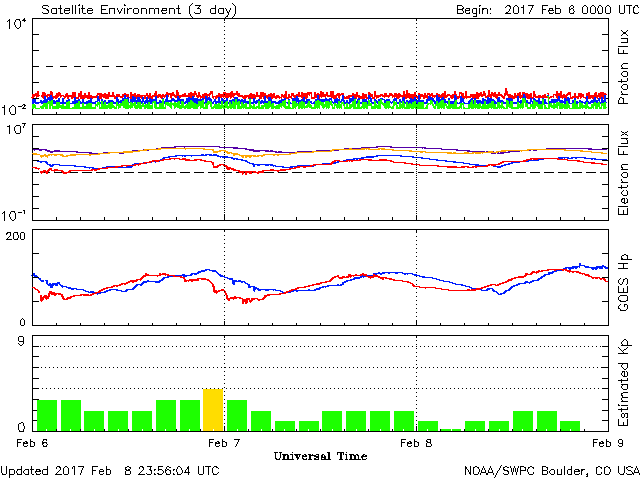 Satellite Environment (3 day) Begin: 2017 Feb 6 0000 UTC
10⁴
10⁻²
Proton Flux
10⁷
10⁻¹
Electron Flux
200
0
GOES Hp
9
0
Estimated Kp
Feb 6 Feb 7 Feb 8 Feb 9
Universal Time
Updated 2017 Feb 8 23:56:04 UTC NOAA/SWPC Boulder, CO USA